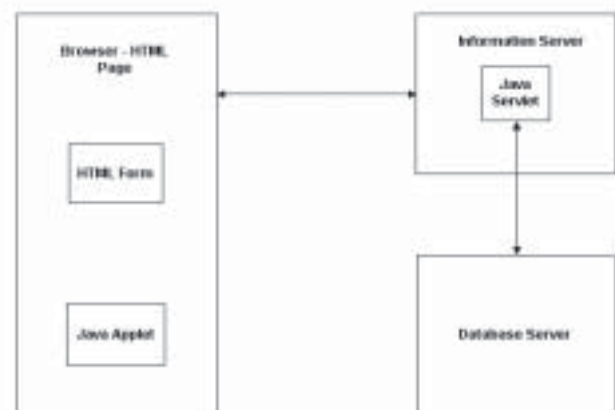 Browser - HTML
Page
HTML Form
Java Applet
Information Server
Java
Servlet
Database Server